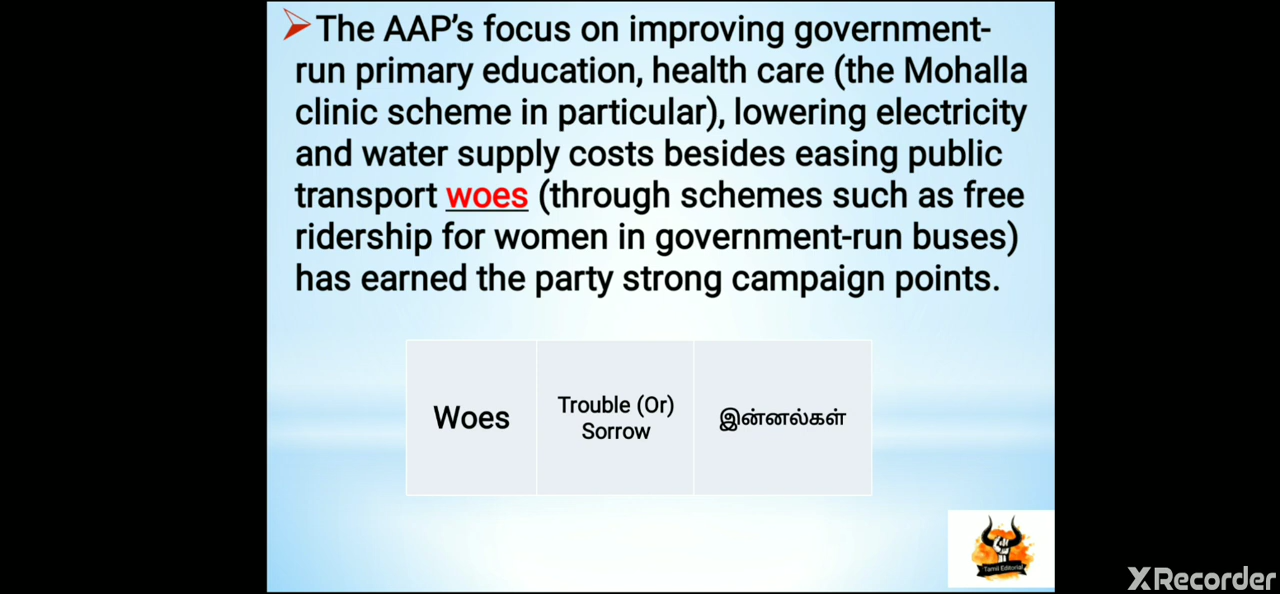 The AAP’s focus on improving government-
run primary education, health care (the Mohalla
clinic scheme in particular), lowering electricity
and water supply costs besides easing public
transport woes (through schemes such as free
ridership for women in government-run buses)
has earned the party strong campaign points.
Woes
Trouble (Or)
Sorrow
இன்னல்கள்
Tamil Editorial
XRecorder